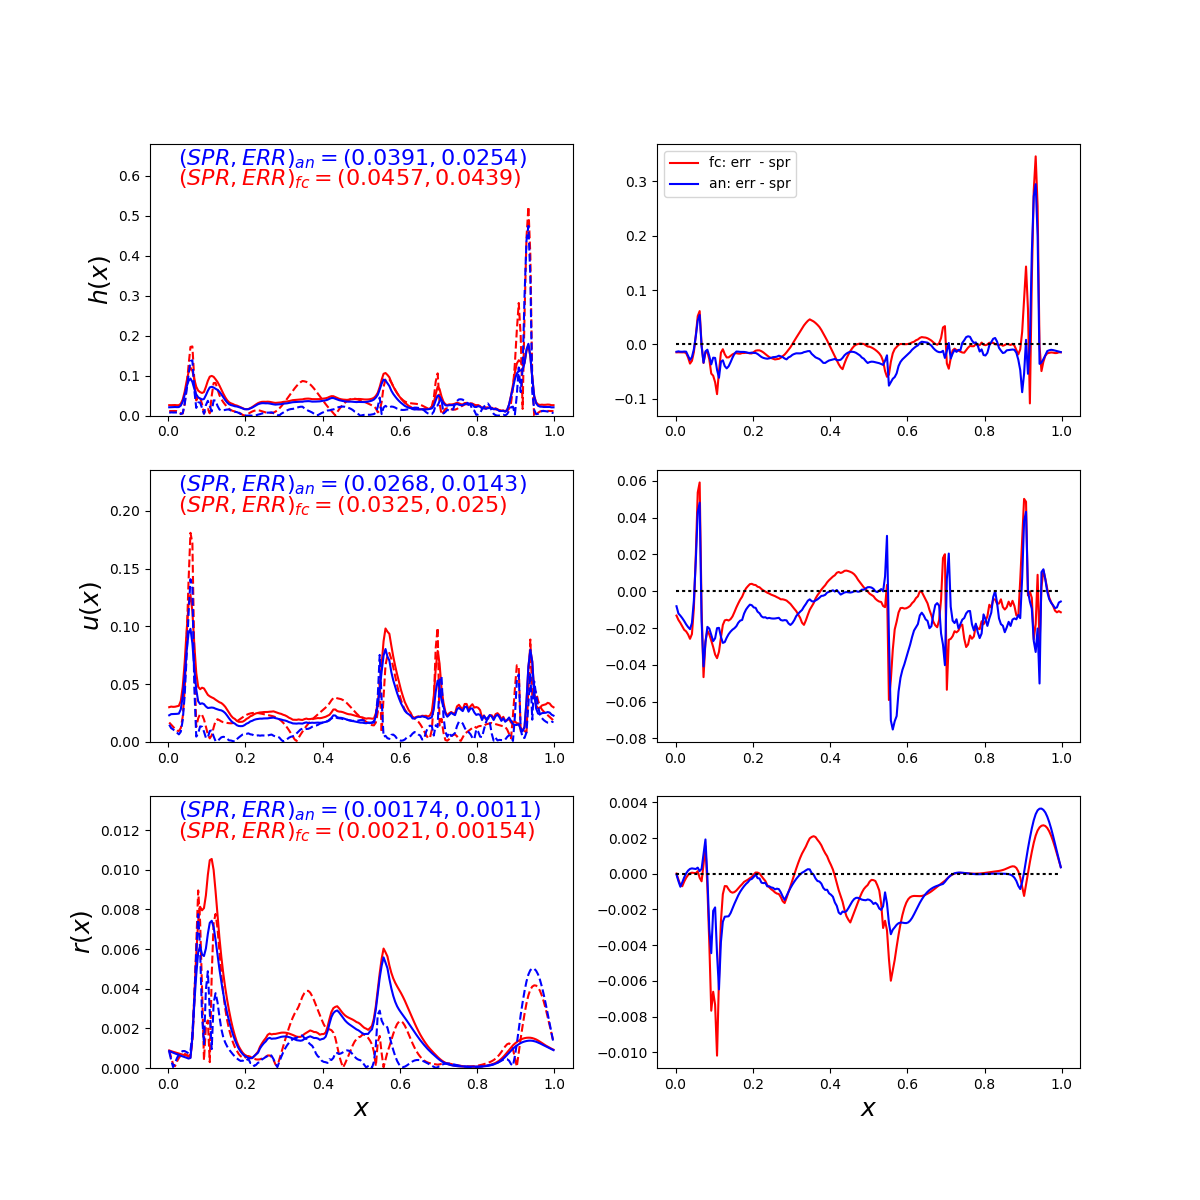 (SPR, ERR)an = (0.0391, 0.0254)
(SPR, ERR)fc = (0.0457, 0.0439)
h(x)
0.6
0.5
0.4
0.3
0.2
0.1
0.0
0.0 0.2 0.4 0.6 0.8 1.0
fc: err - spr
an: err - spr
0.3
0.2
0.1
0.0
−0.1
0.0 0.2 0.4 0.6 0.8 1.0
(SPR, ERR)an = (0.0268, 0.0143)
(SPR, ERR)fc = (0.0325, 0.025)
u(x)
0.20
0.15
0.10
0.05
0.00
0.0 0.2 0.4 0.6 0.8 1.0
0.06
0.04
0.02
0.00
−0.02
−0.04
−0.06
−0.08
0.0 0.2 0.4 0.6 0.8 1.0
(SPR, ERR)an = (0.00174, 0.0011)
(SPR, ERR)fc = (0.0021, 0.00154)
r(x)
0.012
0.010
0.008
0.006
0.004
0.002
0.000
0.0 0.2 0.4 0.6 0.8 1.0
x
0.004
0.002
0.000
−0.002
−0.004
−0.006
−0.008
−0.010
0.0 0.2 0.4 0.6 0.8 1.0
x